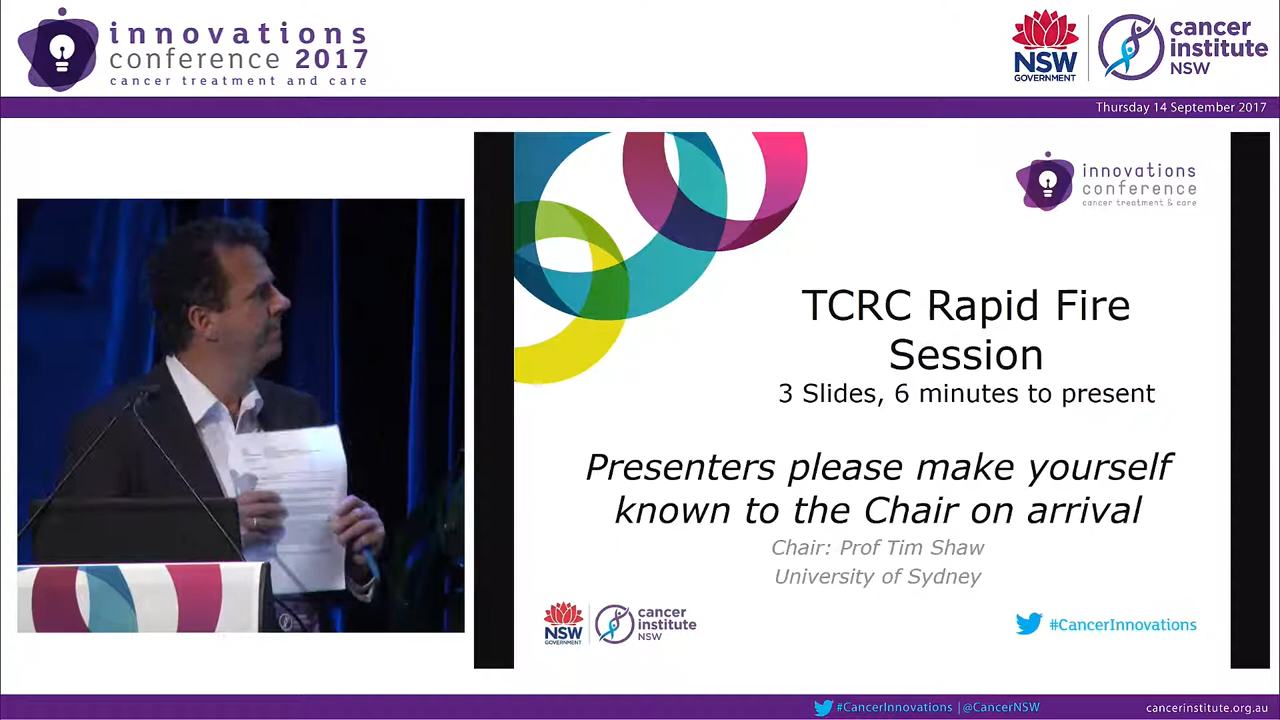 innovations
conference 2017
cancer treatment and care
NSW
GOVERNMENT
cancer
institute
NSW
Thursday 14 September 2017
innovations
conference
cancer treatment & care
TCRC Rapid Fire
Session
3 Slides, 6 minutes to present
Presenters please make yourself
known to the Chair on arrival
Chair: Prof Tim Shaw
University of Sydney
NSW
GOVERNMENT
cancer
institute
NSW
#CancerInnovations
#CancerInnovations | @CancerNSW
cancerinstitute.org.au